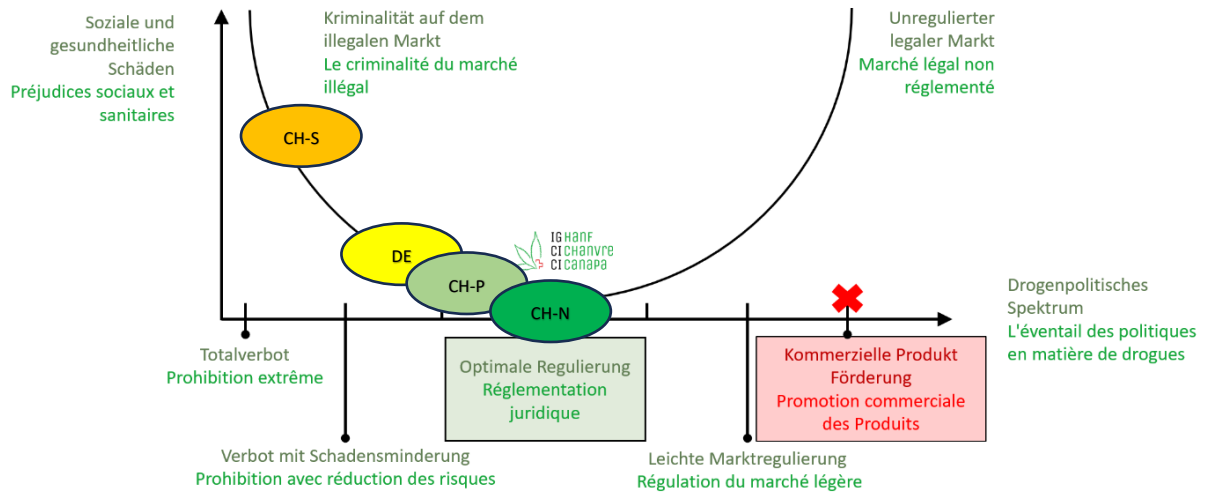 Soziale und
gesundheitliche
Schäden
Préjudices sociaux et
sanitaires
Kriminalität auf dem
illegalen Markt
Le criminalité du marché
illégal
Unregulierter
legaler Markt
Marché légal non
réglementé
CH-S
DE
CH-P
CH-N
IG HANF
CI CHANVRE
CI CANAPA
Drogenpolitisches
Spektrum
L'éventail des politiques
en matière de drogues
Totalverbot
Prohibition extrême
Optimale Regulierung
Réglementation
juridique
Kommerzielle Produkt
Förderung
Promotion commerciale
des Produits
Verbot mit Schadensminderung
Prohibition avec réduction des risques
Leichte Marktregulierung
Régulation du marché légère